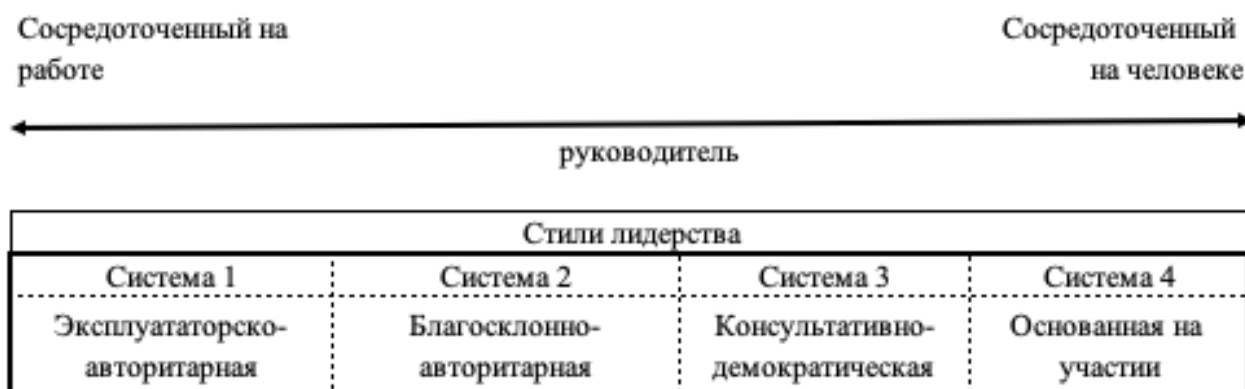 Сосредоточенный на
работе
Сосредоточенный
на человеке
руководитель
Стили лидерства
Система 1
Система 2
Система 3
Система 4
Эксплуататорско-
авторитарная
Благосклонно-
авторитарная
Консультативно-
демократическая
Основанная на
участии